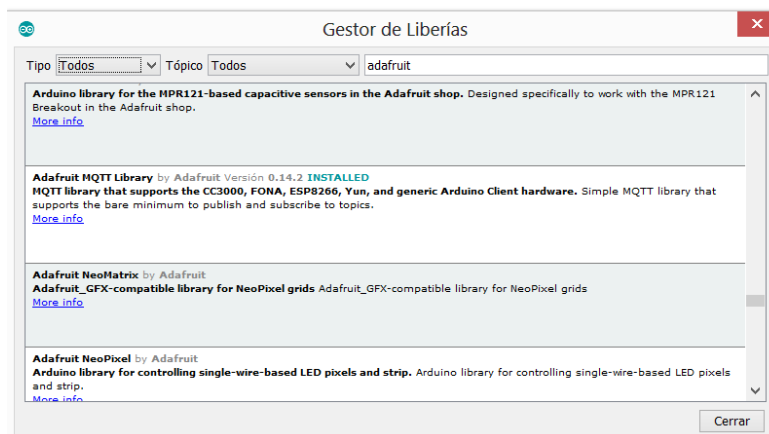 Gestor de Liberías
Tipo Todos Tópico Todos adafruit
Arduino library for the MPR121-based capacitive sensors in the Adafruit shop. Designed specifically to work with the MPR121
Breakout in the Adafruit shop.
More info
Adafruit MQTT Library by Adafruit Versión 0.14.2 INSTALLED
MQTT library that supports the CC3000, FONA, ESP8266, Yun, and generic Arduino Client hardware. Simple MQTT library that
supports the bare minimum to publish and subscribe to topics.
More info
Adafruit NeoMatrix by Adafruit
Adafruit_GFX-compatible library for NeoPixel grids Adafruit_GFX-compatible library for NeoPixel grids
More info
Adafruit NeoPixel by Adafruit
Arduino library for controlling single-wire-based LED pixels and strip. Arduino library for controlling single-wire-based LED pixels
and strip.
More info
Cerrar